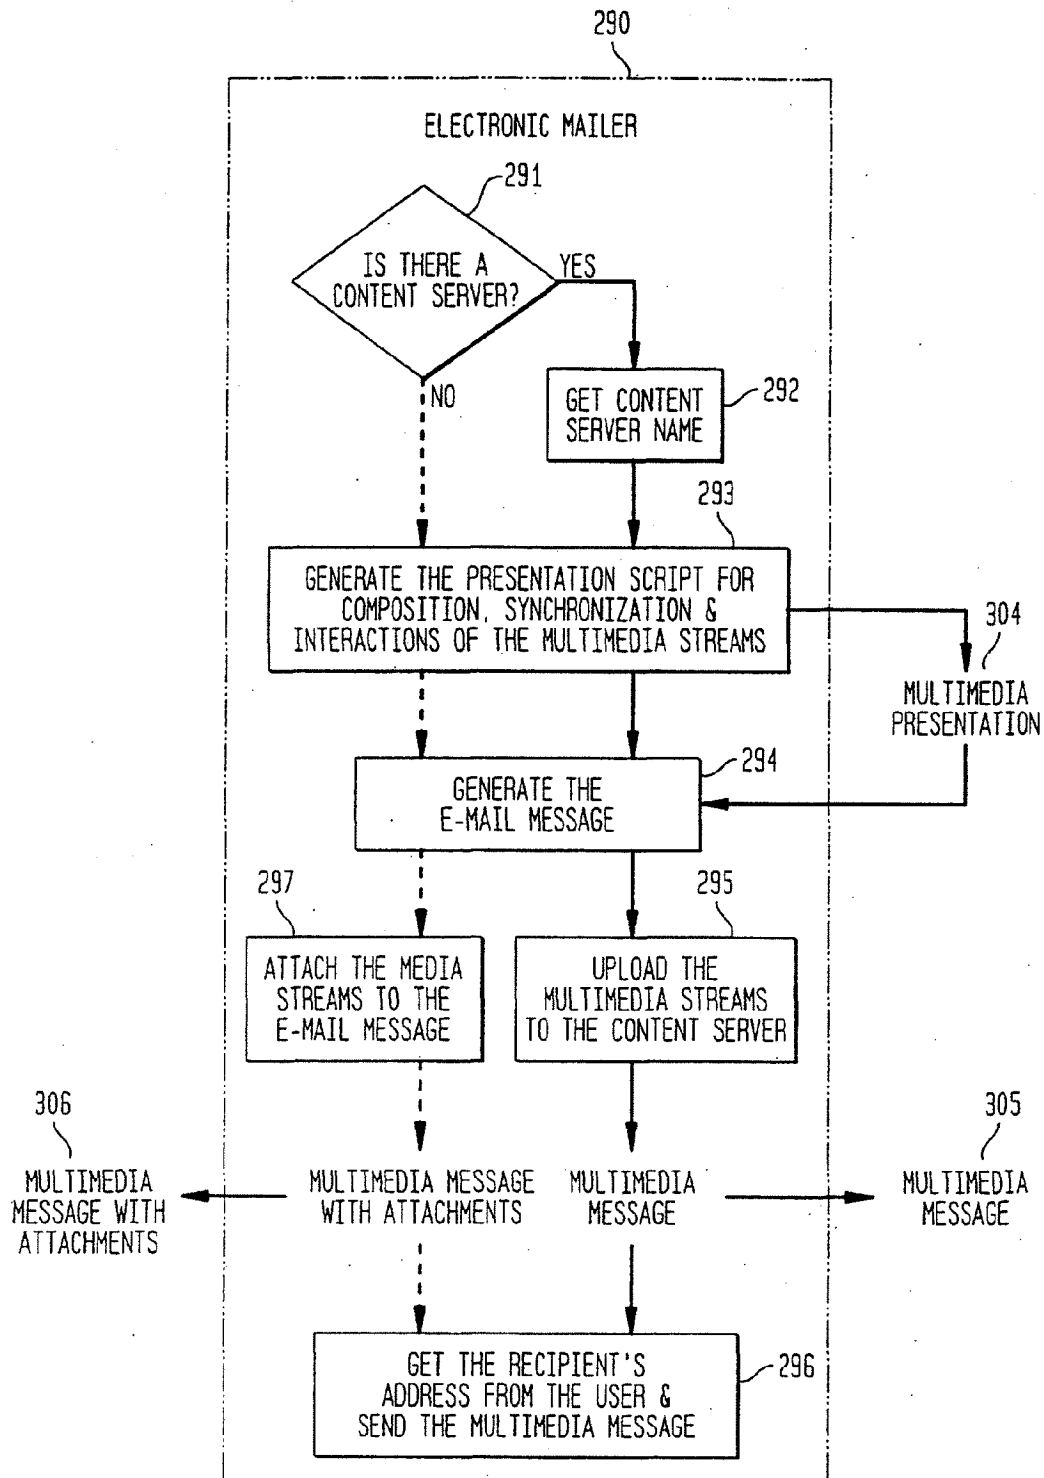 290
ELECTRONIC MAILER
291
IS THERE A
CONTENT SERVER?
YES
NO
GET CONTENT
SERVER NAME
292
293
GENERATE THE PRESENTATION SCRIPT FOR
COMPOSITION, SYNCHRONIZATION &
INTERACTIONS OF THE MULTIMEDIA STREAMS
304
MULTIMEDIA
PRESENTATION
294
GENERATE THE
E-MAIL MESSAGE
297
295
ATTACH THE MEDIA
STREAMS TO THE
E-MAIL MESSAGE
UPLOAD THE
MULTIMEDIA STREAMS
TO THE CONTENT SERVER
306
305
MULTIMEDIA
MESSAGE WITH
ATTACHMENTS
MULTIMEDIA MESSAGE
WITH ATTACHMENTS
MULTIMEDIA
MESSAGE
MULTIMEDIA
MESSAGE
GET THE RECIPIENT'S
ADDRESS FROM THE USER &
SEND THE MULTIMEDIA MESSAGE
296